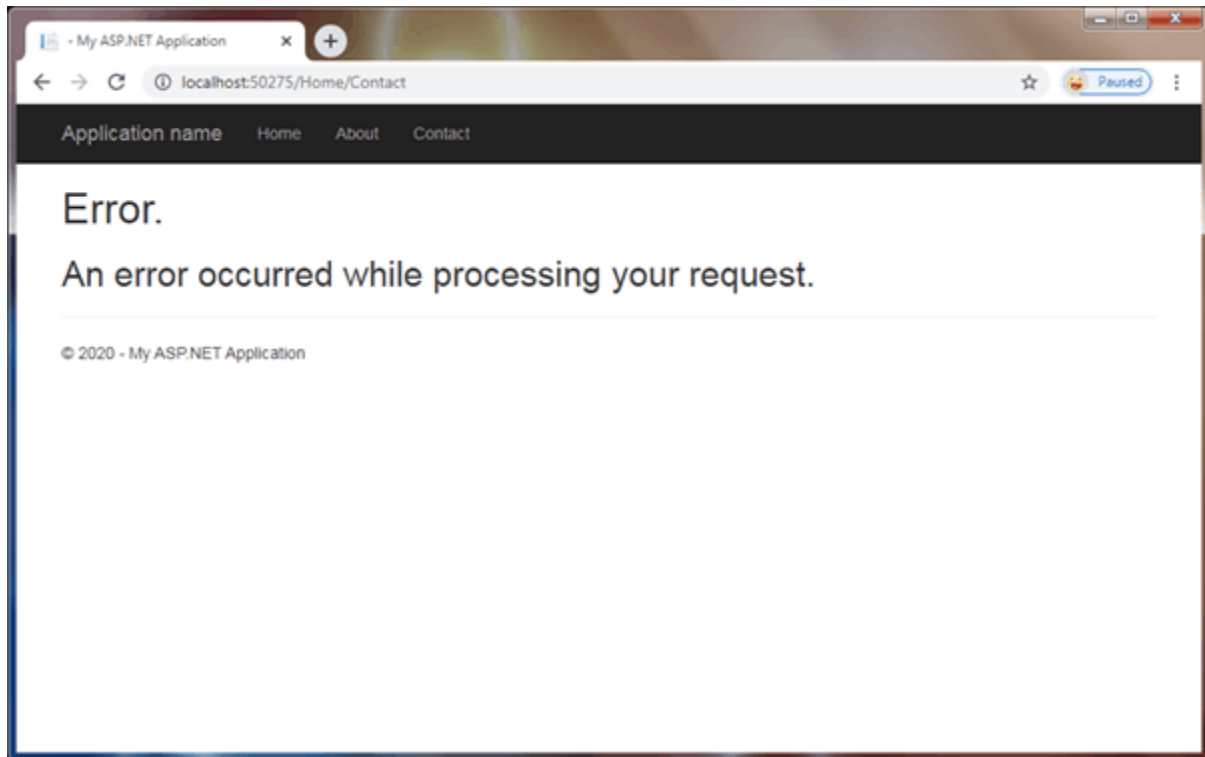 - My ASP.NET Application
localhost:50275/Home/Contact
Paused
Application name Home About Contact
Error.
An error occurred while processing your request.
© 2020 - My ASP.NET Application